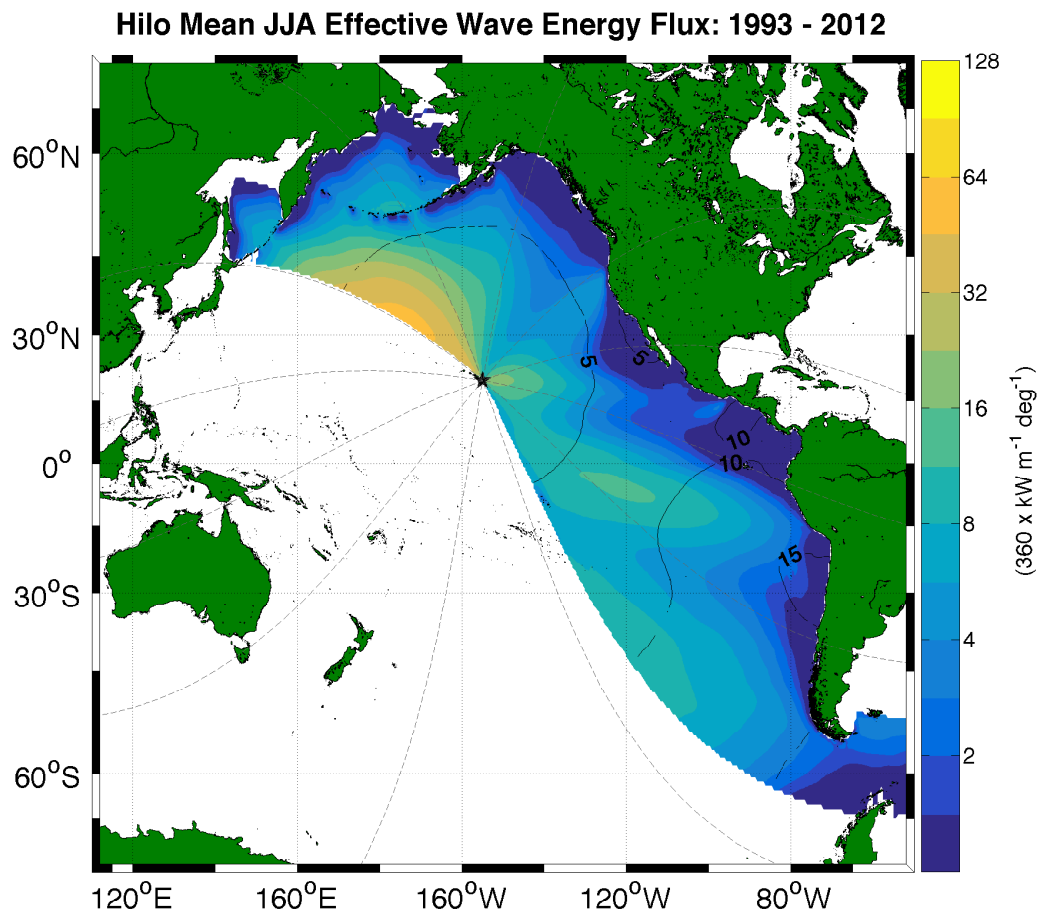 Hilo Mean JJA Effective Wave Energy Flux: 1993 - 2012
128
64
32
16
8
4
2
(360 x kW m⁻¹ deg⁻¹)
60°N
30°N
0°
30°S
60°S
120°E
160°E
160°W
120°W
80°W
5
5
10
10
15